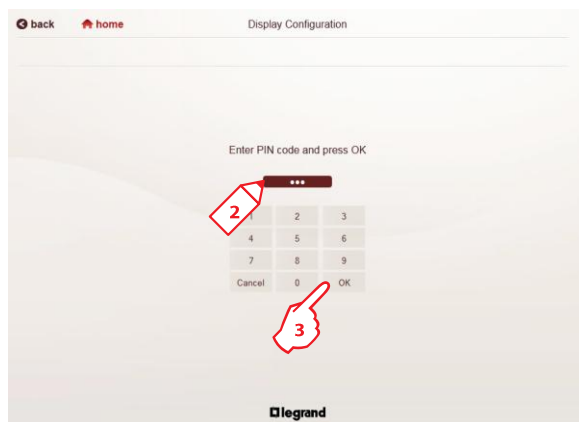 back home Display Configuration
Enter PIN code and press OK
•••
2
1 2 3
4 5 6
7 8 9
Cancel 0 OK
3
legrand